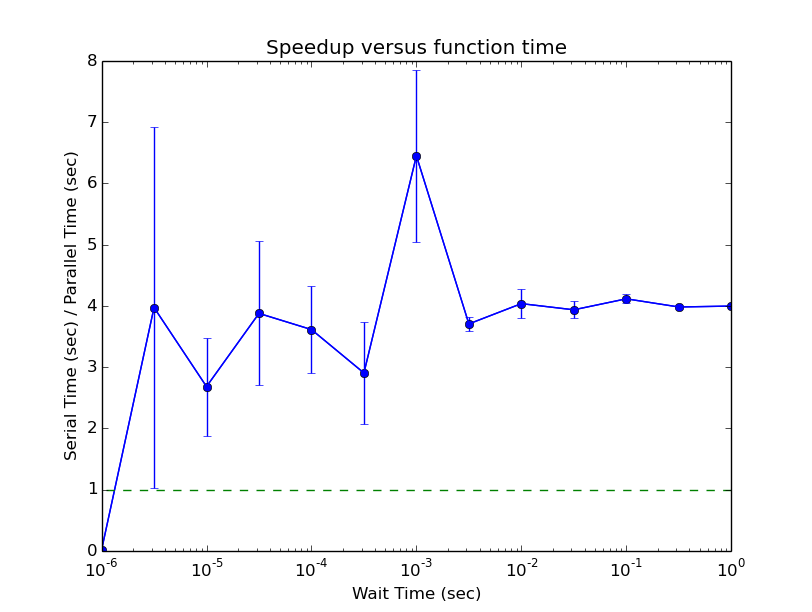 Speedup versus function time
Serial Time (sec) / Parallel Time (sec)
8
7
6
5
4
3
2
1
0
10^-6 10^-5 10^-4 10^-3 10^-2 10^-1 10^0
Wait Time (sec)